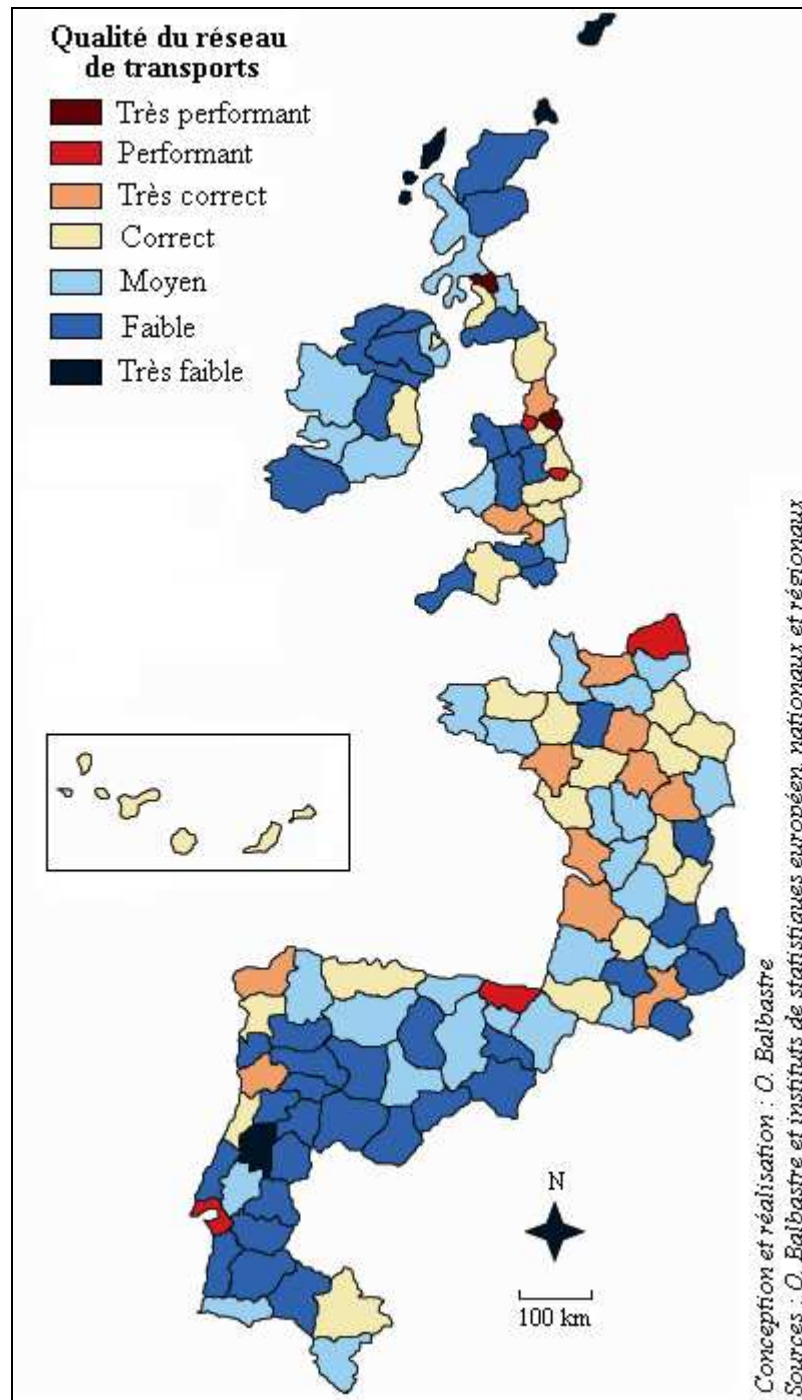 Qualité du réseau
de transports
Très performant
Performant
Très correct
Correct
Moyen
Faible
Très faible
N
100 km
Conception et réalisation : O. Balbastre
Sources : O. Balbastre et instituts de statistiques européen, nationaux et régionaux